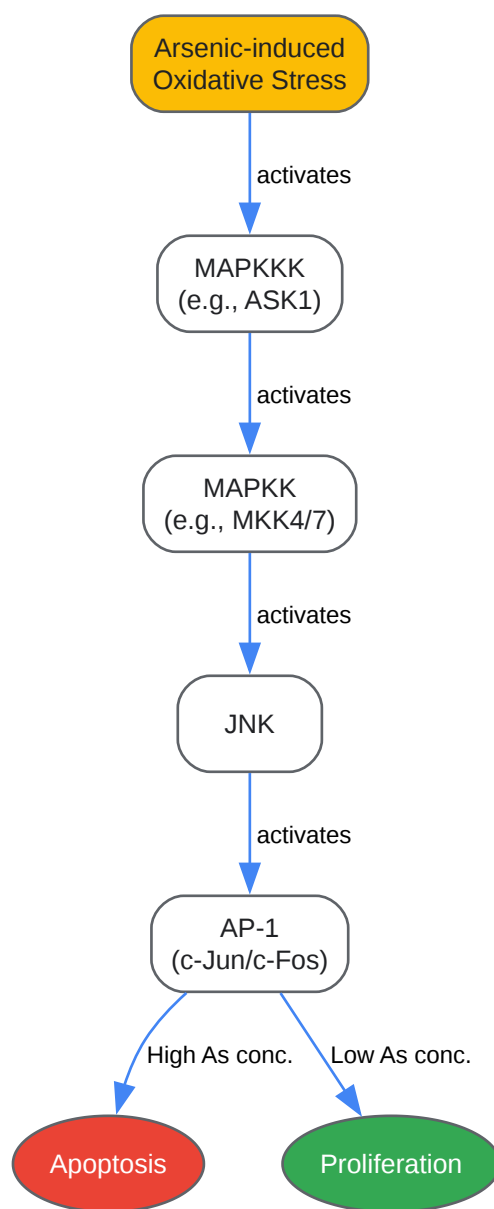 Arsenic-induced
Oxidative Stress
activates
MAPKKK
(e.g., ASK1)
activates
MAPKK
(e.g., MKK4/7)
activates
JNK
activates
AP-1
(c-Jun/c-Fos)
High As conc.
Low As conc.
Apoptosis
Proliferation